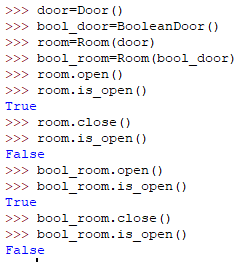 >>> door=Door()
>>> bool_door=BooleanDoor()
>>> room=Room(door)
>>> bool_room=Room(bool_door)
>>> room.open()
>>> room.is_open()
True
>>> room.close()
>>> room.is_open()
False
>>> bool_room.open()
>>> bool_room.is_open()
True
>>> bool_room.close()
>>> bool_room.is_open()
False